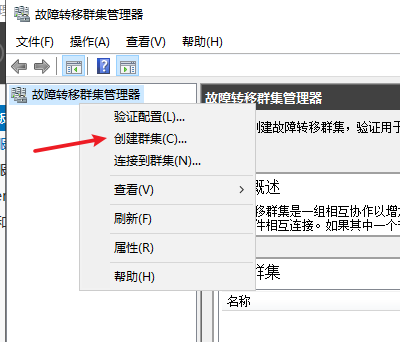 故障转移群集管理器
文件(F) 操作(A) 查看(V) 帮助(H)
故障转移群集管理器
故障转移群集管理器
验证配置(L)...
创建群集(C)...
连接到群集(N)...
查看(V)
刷新(F)
属性(R)
帮助(H)
创建故障转移群集，验证用于
概述
移群集是一组相互协作以增加
件相互连接。如果其中一个
群集
名称